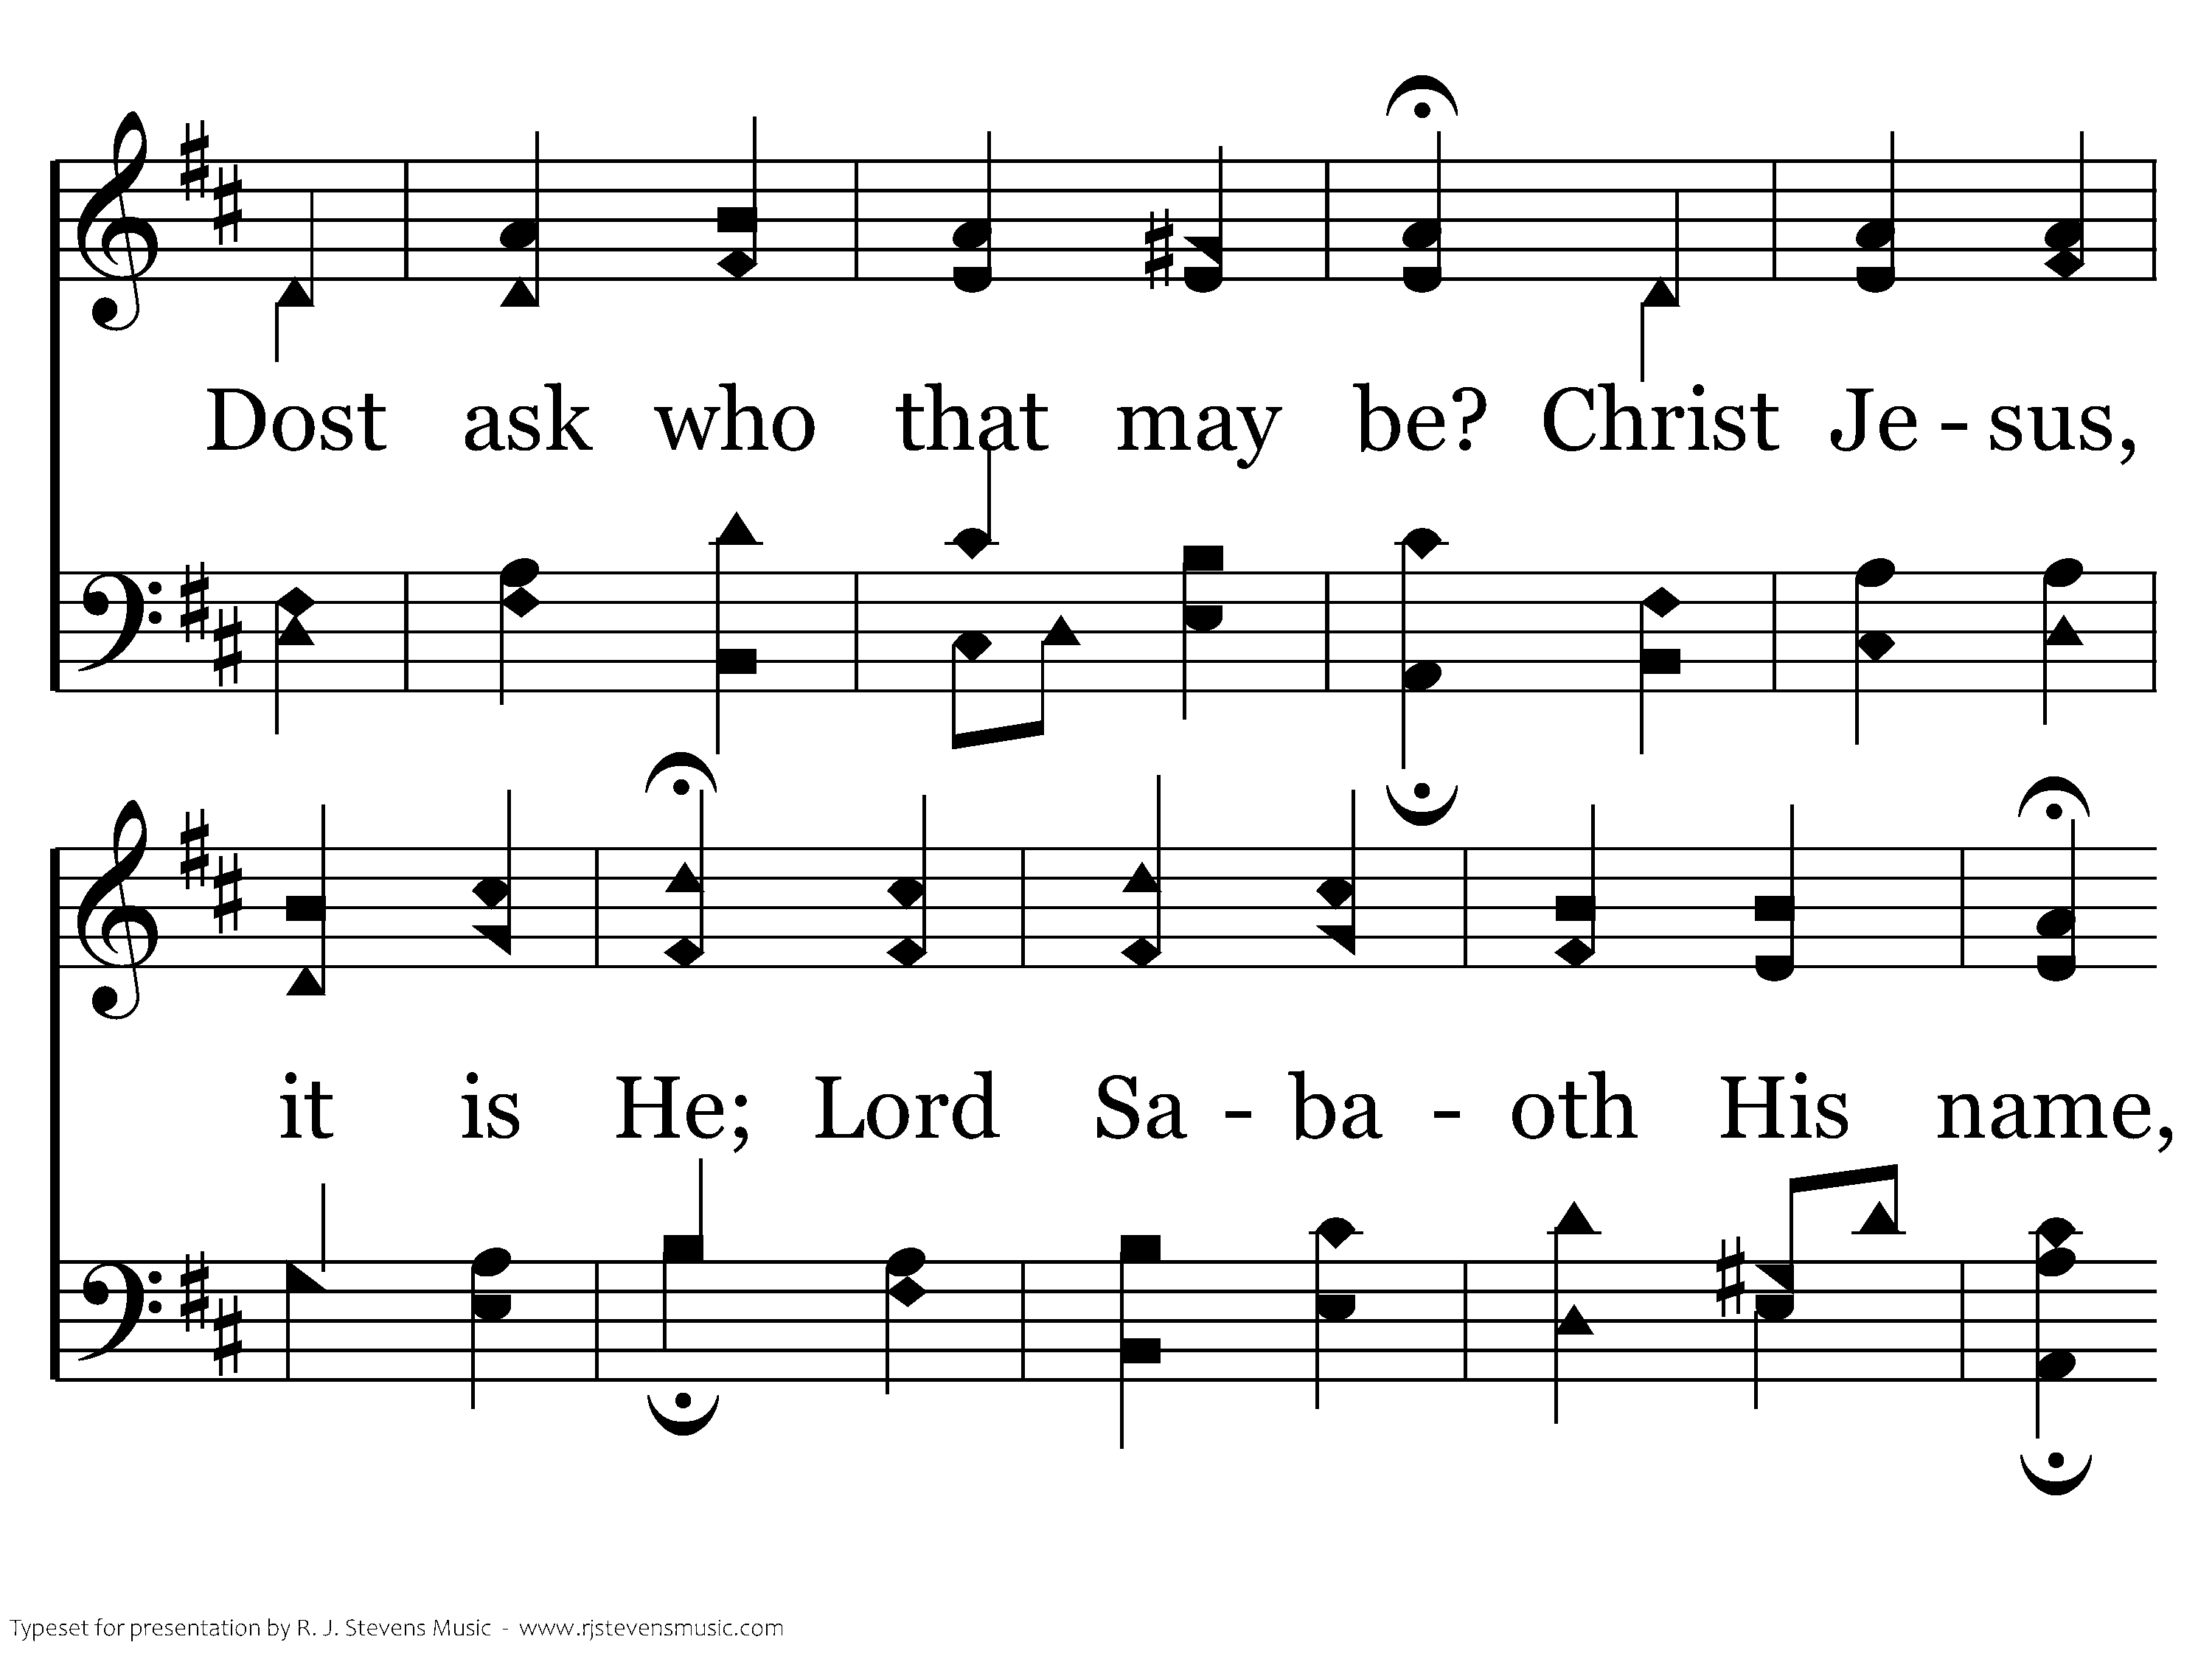 Dost ask who that may be? Christ Je - sus,
it is He; Lord Sa - ba - oth His name,
Typeset for presentation by R. J. Stevens Music - www.rjstevensmusic.com